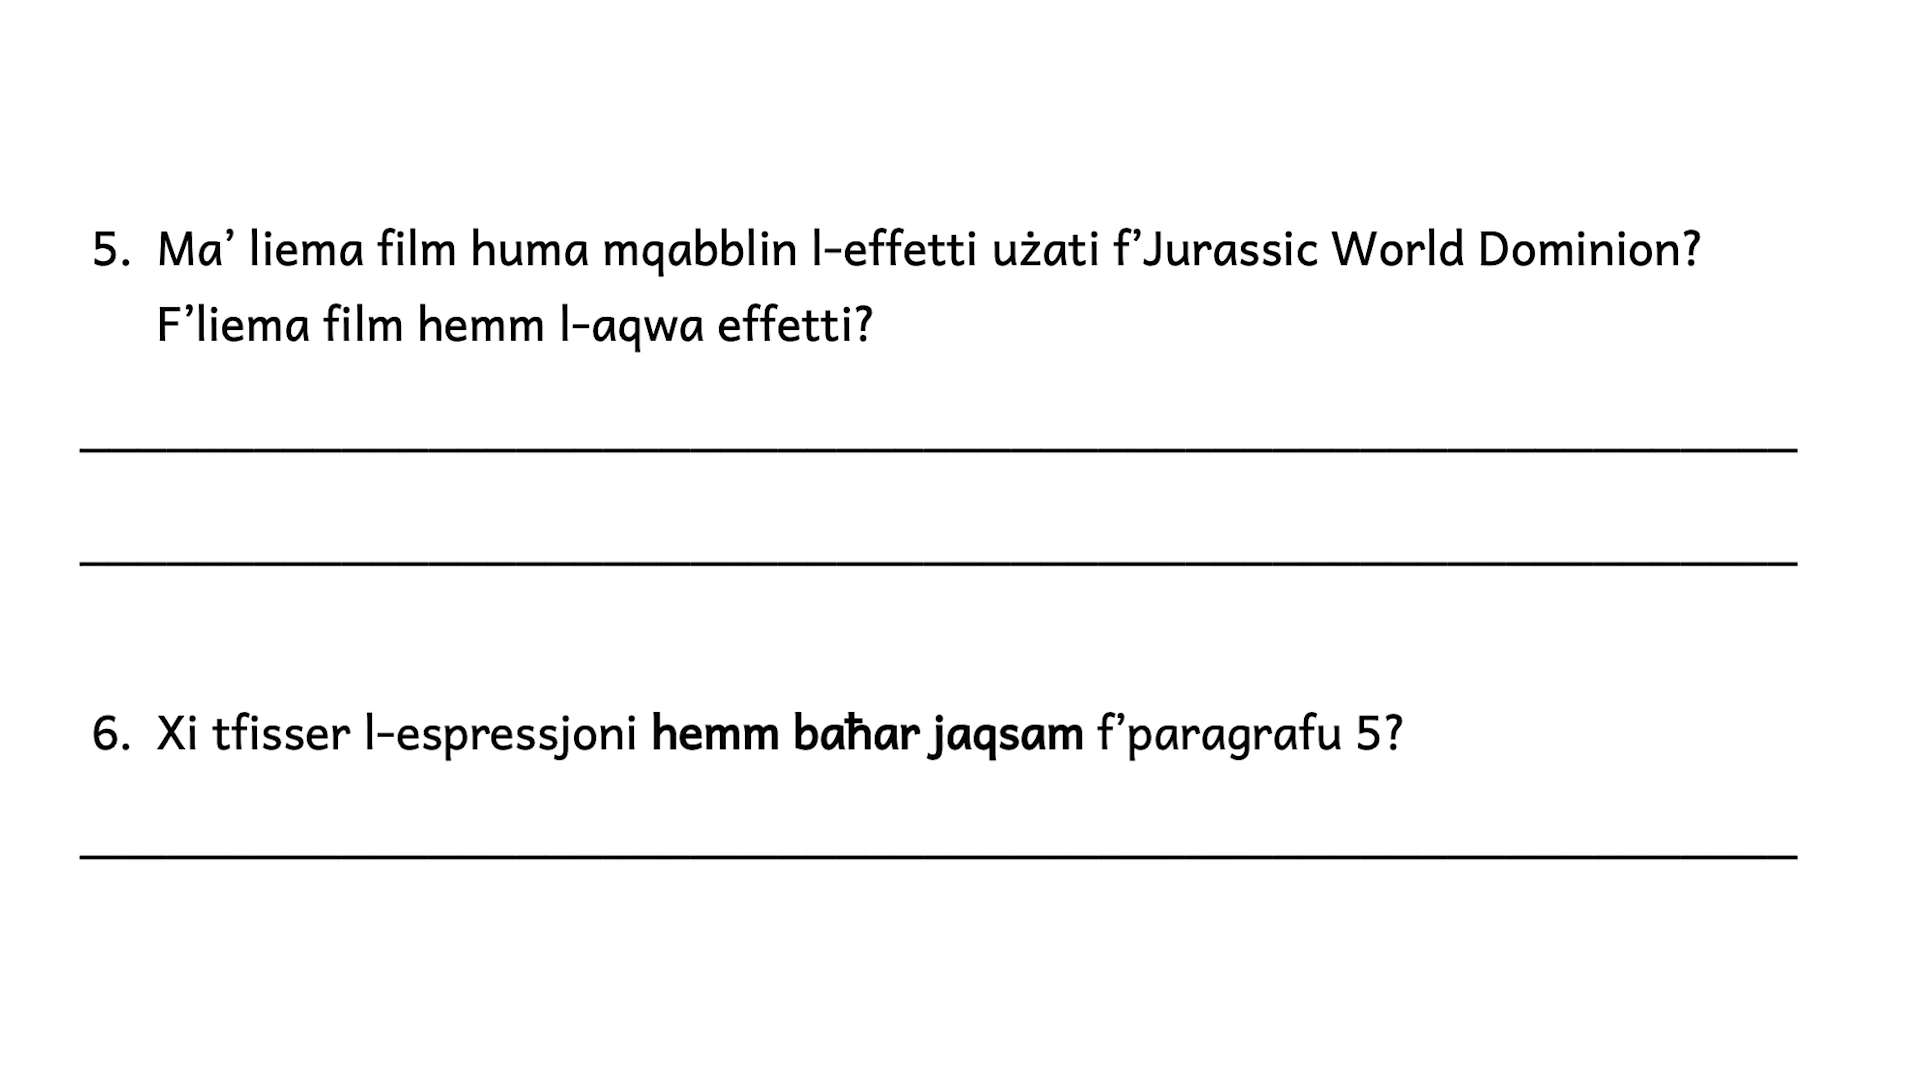 5. Ma’ liema film huma mqabblin l-effetti użati f’Jurassic World Dominion?
F’liema film hemm l-aqwa effetti?
6. Xi tfisser l-espressjoni hemm baħar jaqsam f’paragrafu 5?